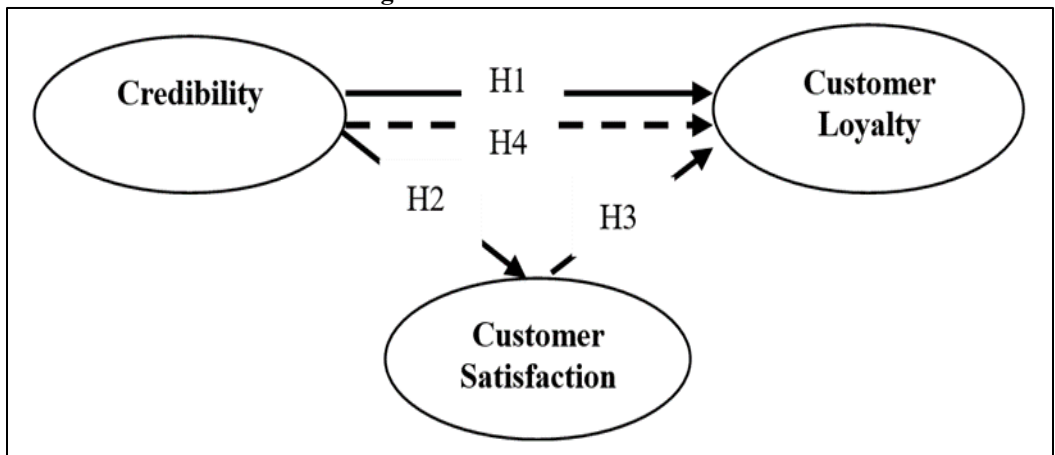 Credibility
H1
Customer
Loyalty
H4
H2
H3
Customer
Satisfaction